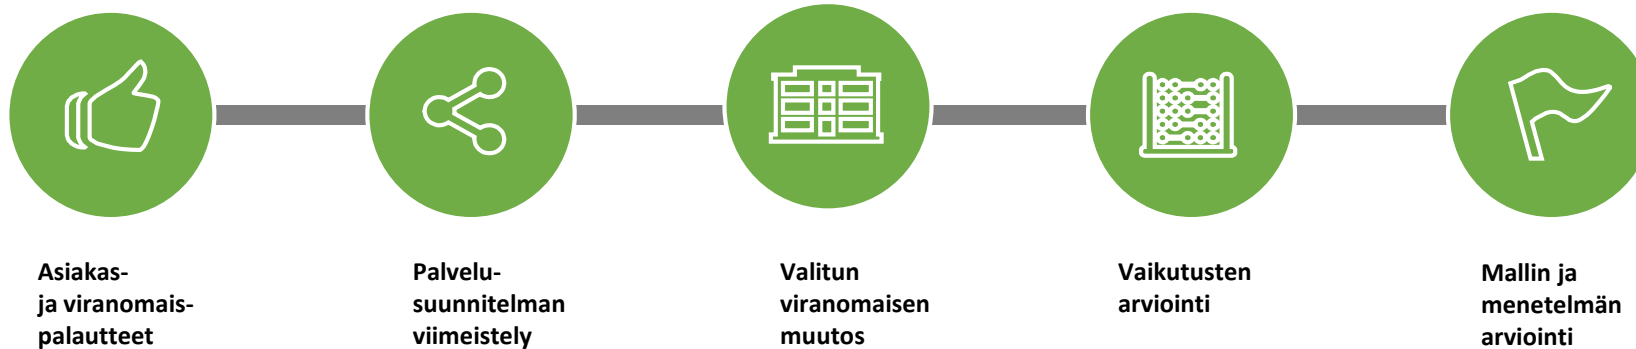 Asiakas-
ja viranomais-
palautteet
Palvelu-
suunnitelman
viimeistely
Valitun
viranomaisen
muutos
Vaikutusten
arviointi
Mallin ja
menetelmän
arviointi